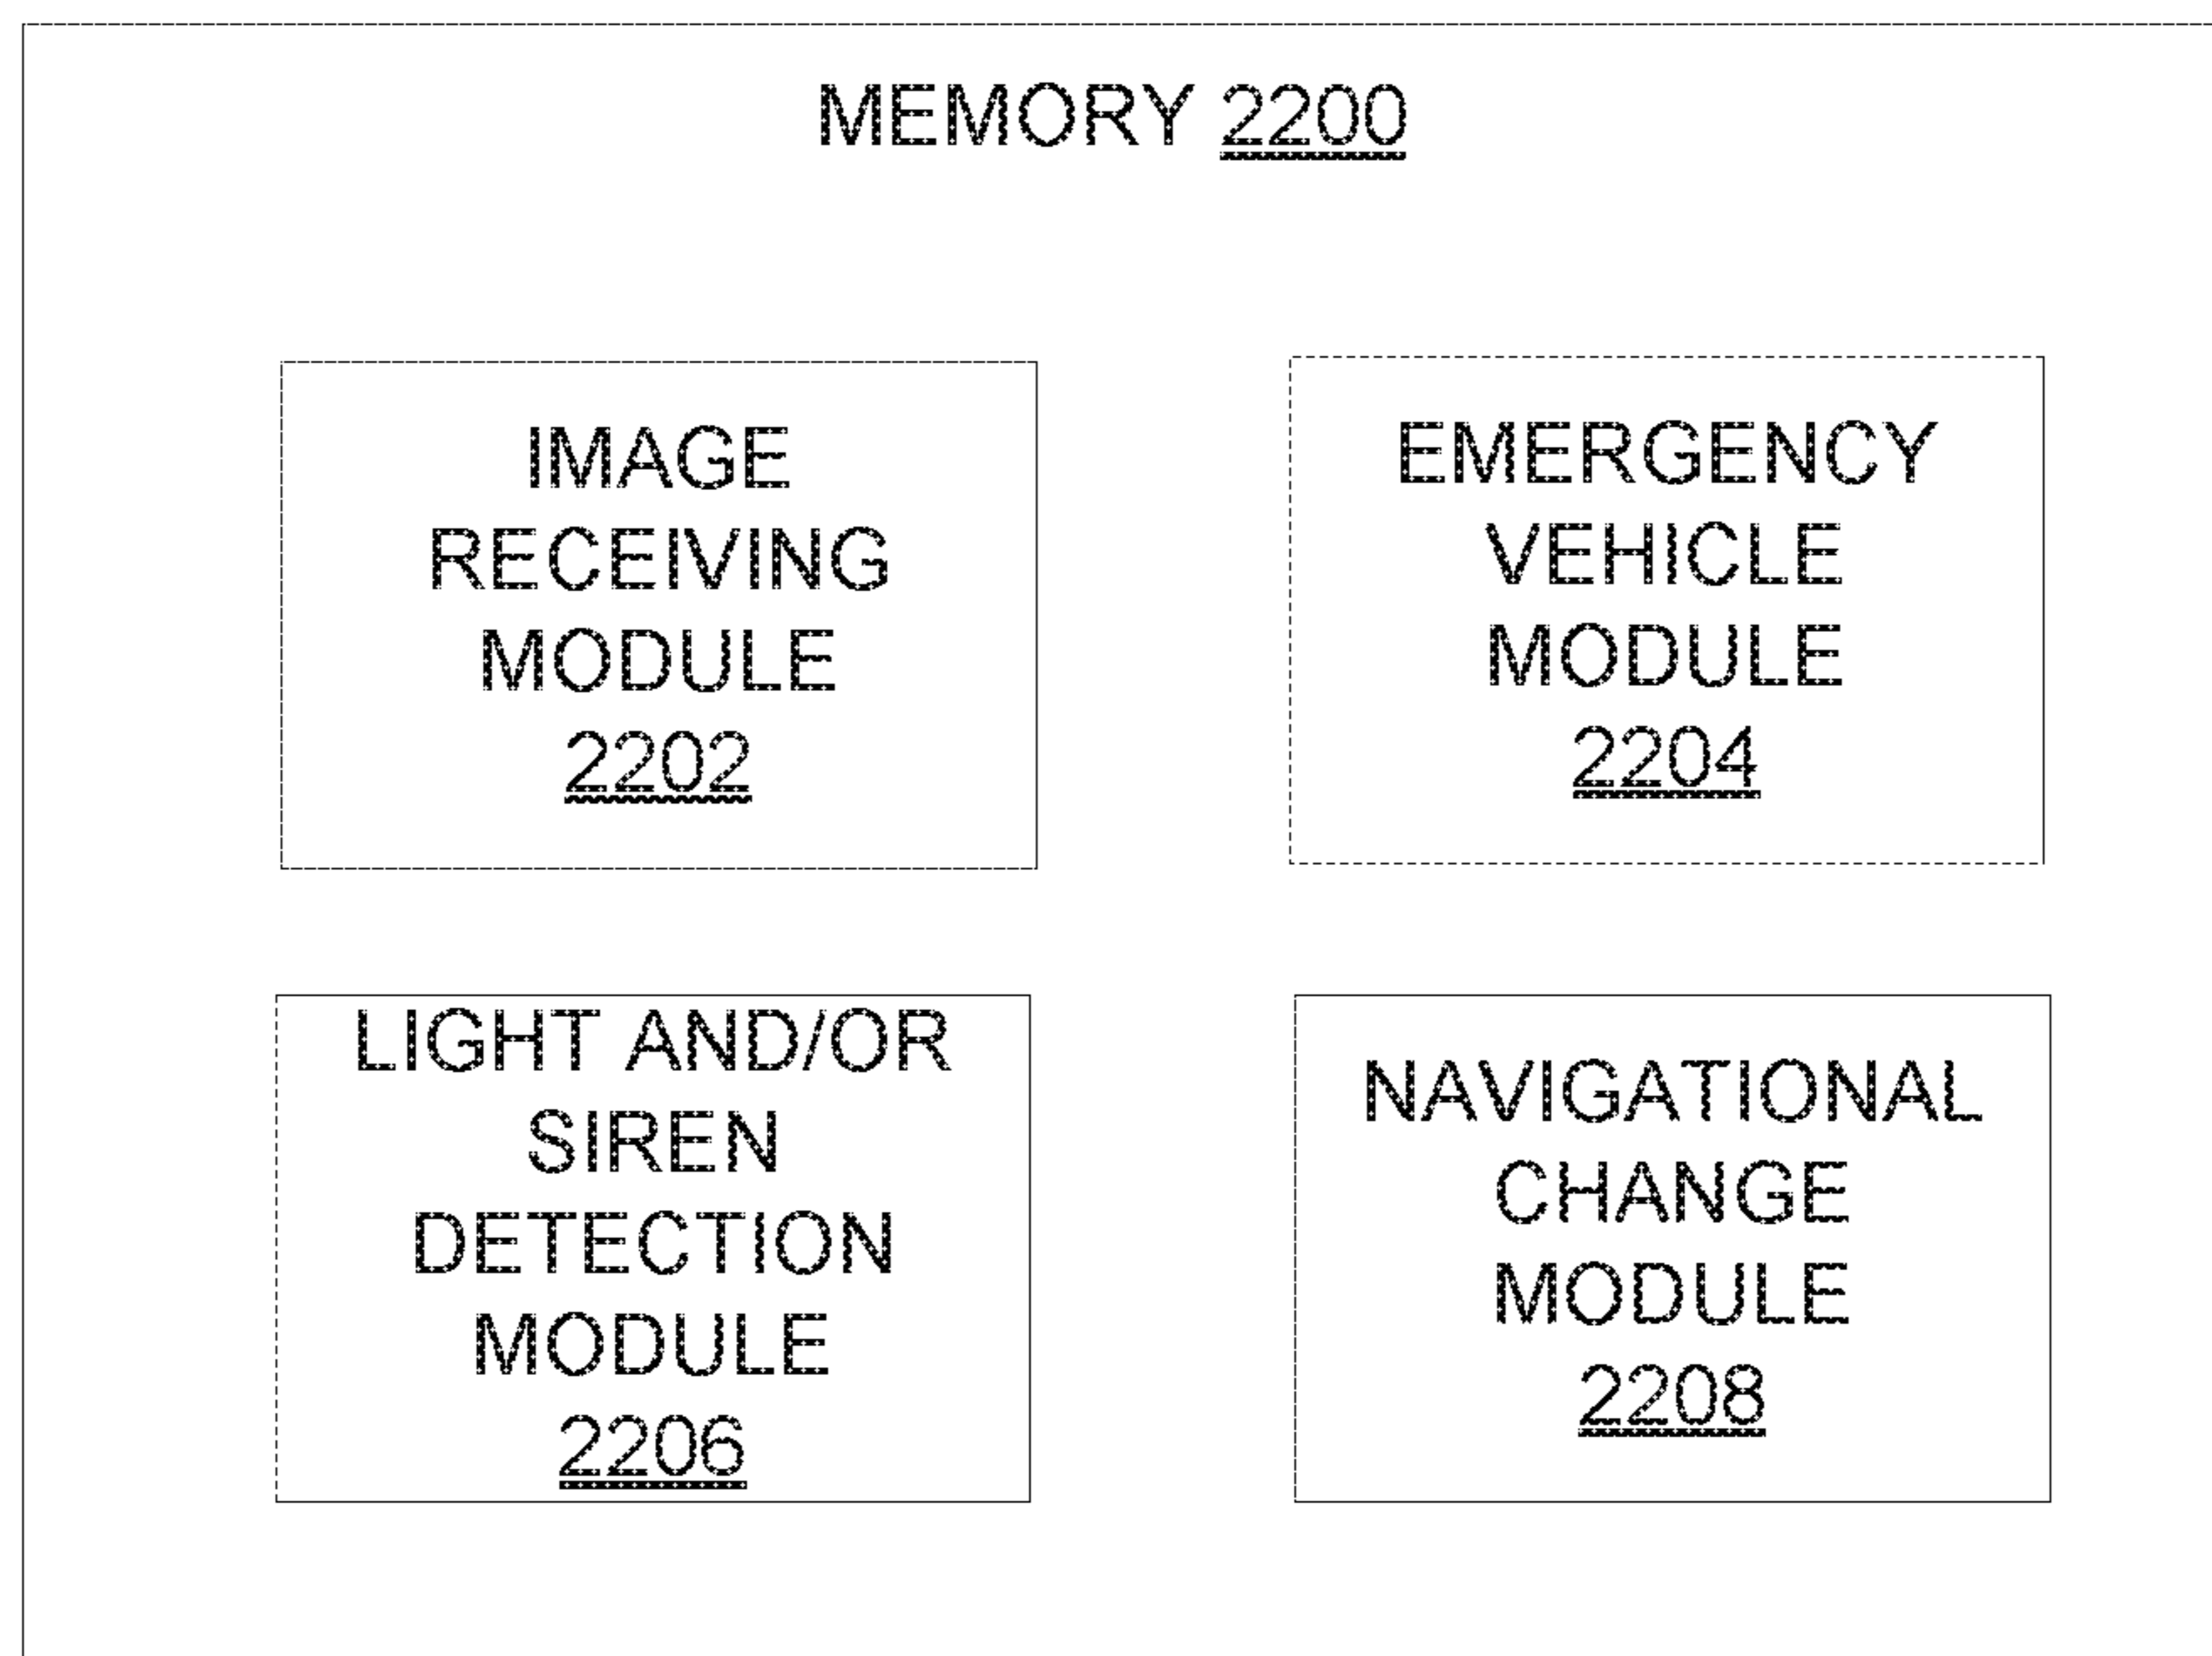 MEMORY 2200
IMAGE
RECEIVING
MODULE
2202
EMERGENCY
VEHICLE
MODULE
2204
LIGHT AND/OR
SIREN
DETECTION
MODULE
2206
NAVIGATIONAL
CHANGE
MODULE
2208